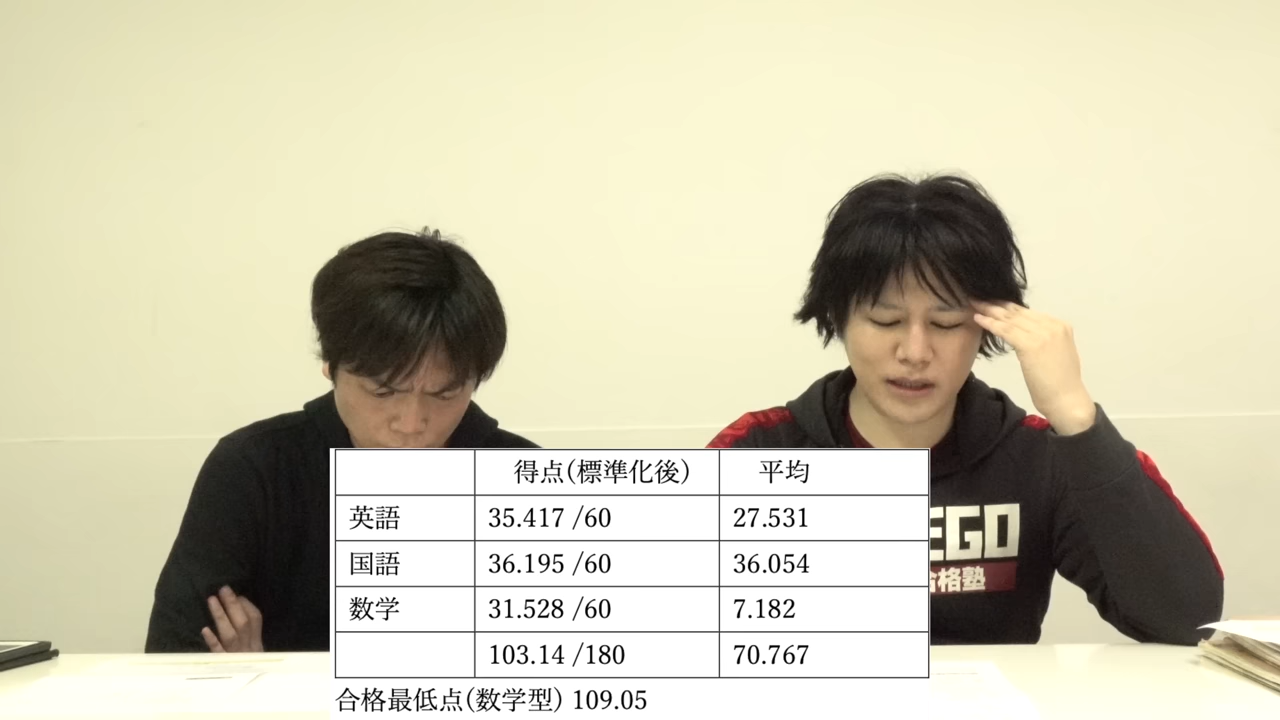 得点(標準化後) 平均
英語 35.417 /60 27.531
国語 36.195 /60 36.054
数学 31.528 /60 7.182
103.14 /180 70.767
合格最低点(数学型) 109.05
EGO
合格塾